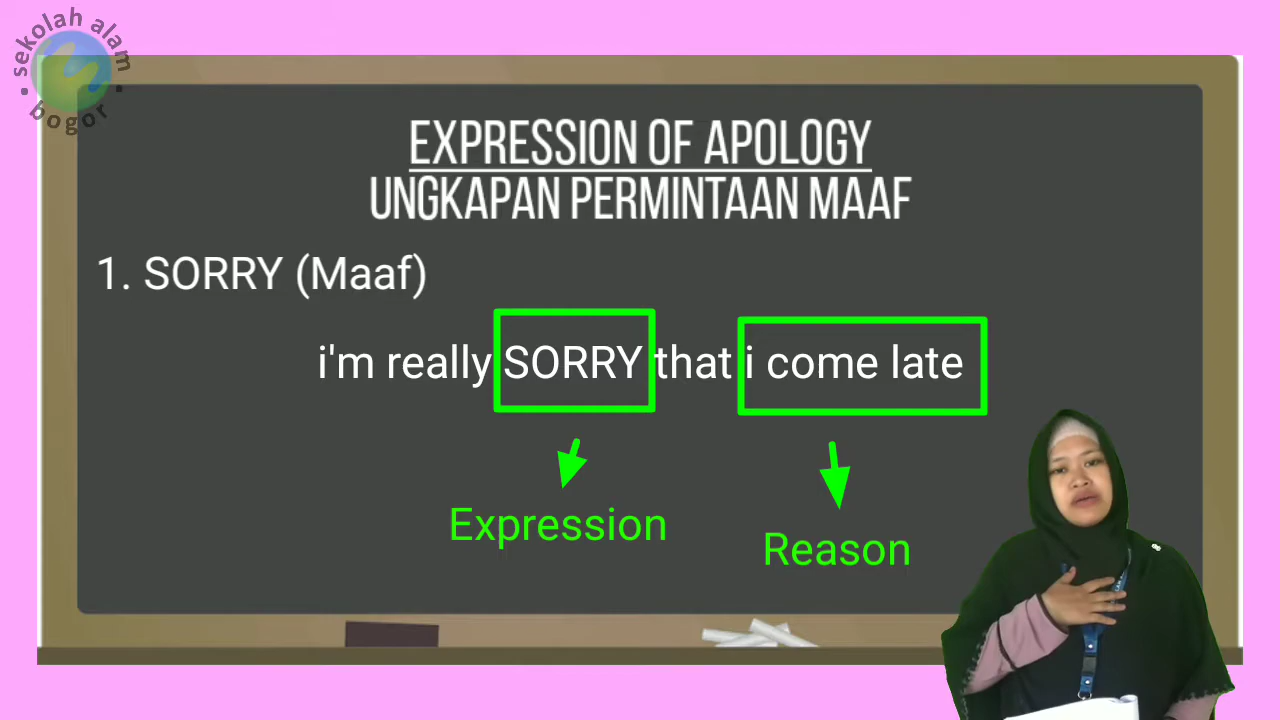 sekolah alam
bogor
EXPRESSION OF APOLOGY
UNGKAPAN PERMINTAAN MAAF
1. SORRY (Maaf)
i'm really SORRY that i come late
Expression
Reason